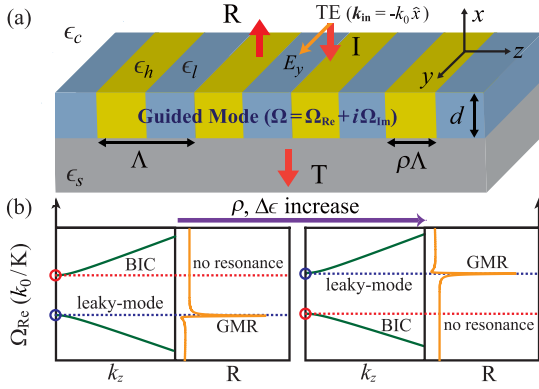 (a)
R
TE (k_in = -k_0 x̂)
x
ϵ_c
I
z
ϵ_h
ϵ_l
E_y
y
Guided Mode (Ω = Ω_Re + iΩ_Im)
d
Λ
ρΛ
ϵ_s
T
(b)
ρ, Δϵ increase
Ω_Re (k_0/K)
BIC
no resonance
leaky-mode
GMR
k_z
R
leaky-mode
GMR
BIC
no resonance
k_z
R